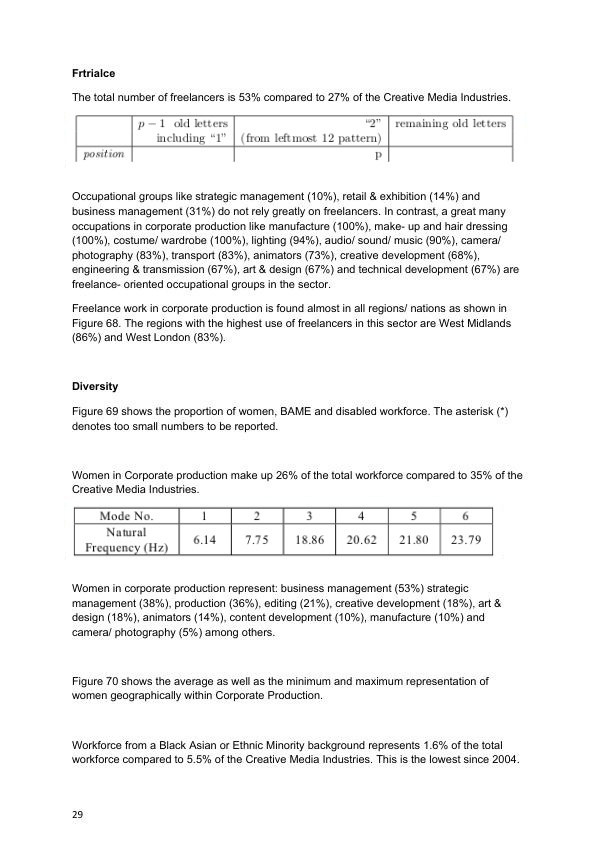 Frtrialce
The total number of freelancers is 53% compared to 27% of the Creative Media Industries.
p − 1 old letters "2" remaining old letters
including "1" (from leftmost 12 pattern)
position p
Occupational groups like strategic management (10%), retail & exhibition (14%) and
business management (31%) do not rely greatly on freelancers. In contrast, a great many
occupations in corporate production like manufacture (100%), make- up and hair dressing
(100%), costume/ wardrobe (100%), lighting (94%), audio/ sound/ music (90%), camera/
photography (83%), transport (83%), animators (73%), creative development (68%),
engineering & transmission (67%), art & design (67%) and technical development (67%) are
freelance- oriented occupational groups in the sector.
Freelance work in corporate production is found almost in all regions/ nations as shown in
Figure 68. The regions with the highest use of freelancers in this sector are West Midlands
(86%) and West London (83%).
Diversity
Figure 69 shows the proportion of women, BAME and disabled workforce. The asterisk (*)
denotes too small numbers to be reported.
Women in Corporate production make up 26% of the total workforce compared to 35% of the
Creative Media Industries.
Mode No. 1 2 3 4 5 6
Natural
Frequency (Hz) 6.14 7.75 18.86 20.62 21.80 23.79
Women in corporate production represent: business management (53%) strategic
management (38%), production (36%), editing (21%), creative development (18%), art &
design (18%), animators (14%), content development (10%), manufacture (10%) and
camera/ photography (5%) among others.
Figure 70 shows the average as well as the minimum and maximum representation of
women geographically within Corporate Production.
Workforce from a Black Asian or Ethnic Minority background represents 1.6% of the total
workforce compared to 5.5% of the Creative Media Industries. This is the lowest since 2004.
29